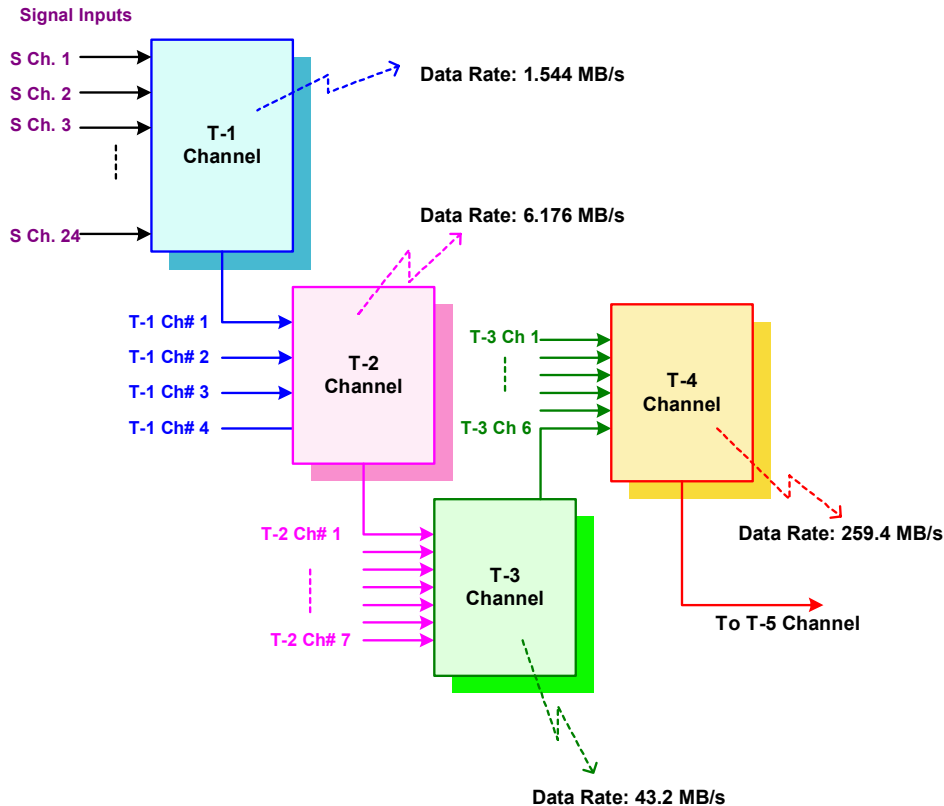 Signal Inputs
S Ch. 1
S Ch. 2
S Ch. 3
S Ch. 24
T-1
Channel
Data Rate: 1.544 MB/s
Data Rate: 6.176 MB/s
T-1 Ch# 1
T-1 Ch# 2
T-1 Ch# 3
T-1 Ch# 4
T-2
Channel
T-3 Ch 1
T-3 Ch 6
T-4
Channel
Data Rate: 259.4 MB/s
T-2 Ch# 1
T-2 Ch# 7
T-3
Channel
To T-5 Channel
Data Rate: 43.2 MB/s